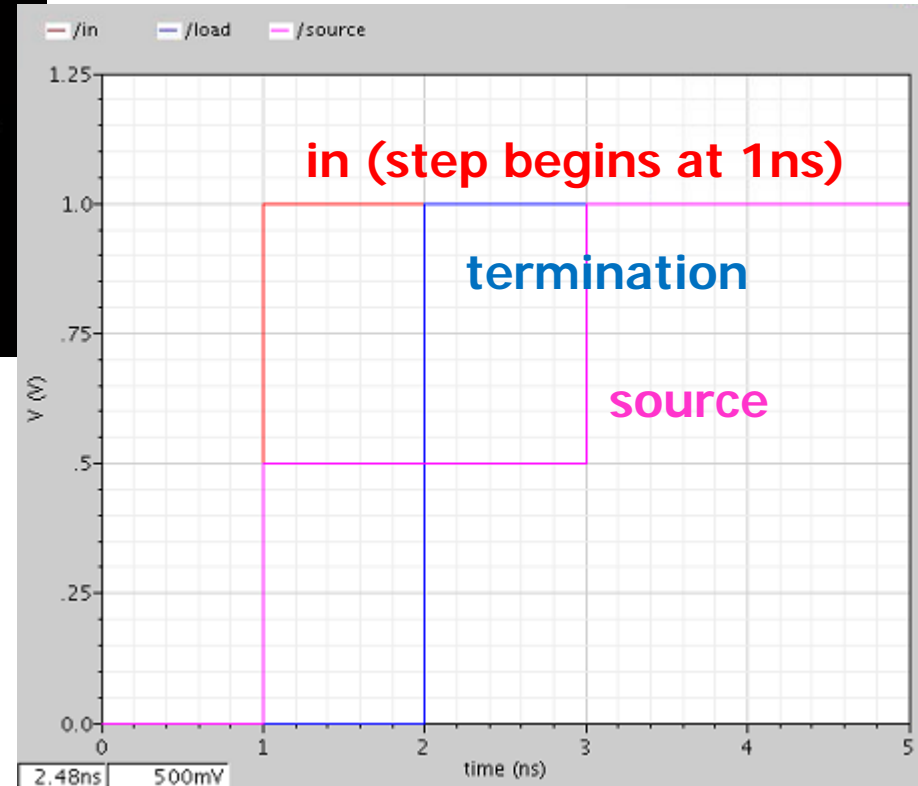 /in /load /source
1.25
in (step begins at 1ns)
1.0
termination
.75
V (V)
source
.5
.25
0.0
0 1 2 3 4 5
time (ns)
2.48ns 500mV